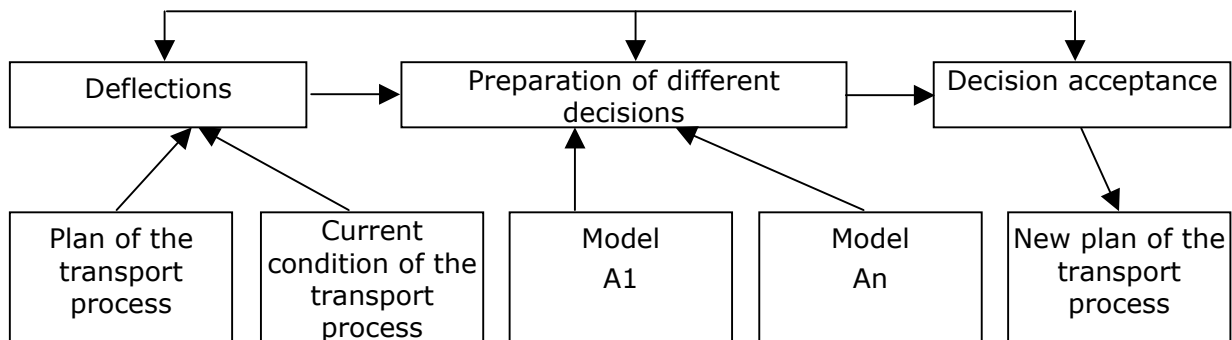 Deflections
Preparation of different
decisions
Decision acceptance
Plan of the
transport
process
Current
condition of the
transport
process
Model
A1
Model
An
New plan of the
transport
process